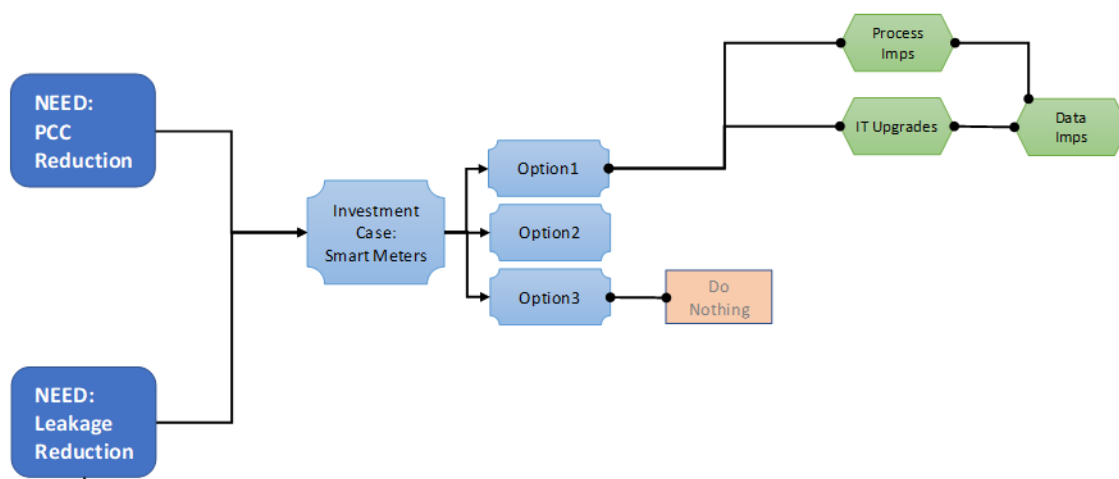 NEED:
PCC
Reduction
NEED:
Leakage
Reduction
Investment
Case:
Smart Meters
Option1
Option2
Option3
Do
Nothing
Process
Imps
IT Upgrades
Data
Imps